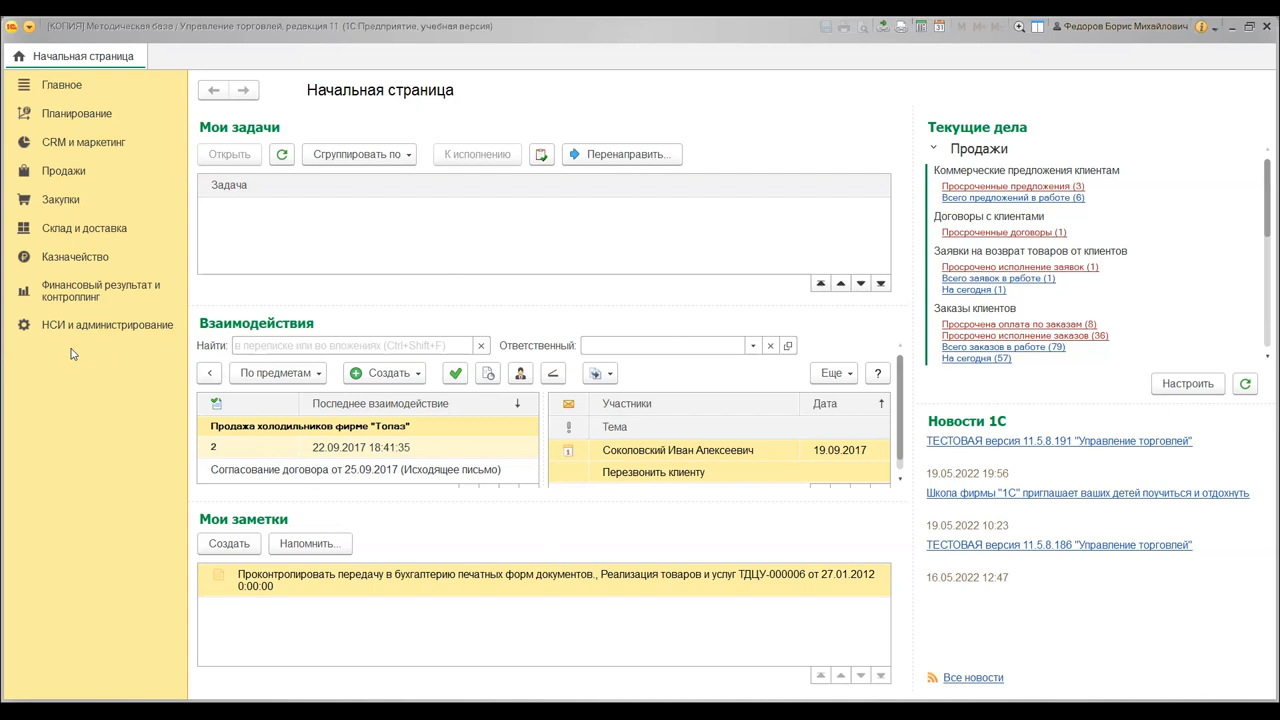 [КОПИЯ] Методическая база / Управление торговлей, редакция 11 (1С:Предприятие, учебная версия)
Федоров Борис Михайлович
Начальная страница
Главное
Планирование
CRM и маркетинг
Продажи
Закупки
Склад и доставка
Казначейство
Финансовый результат и
контроллинг
НСИ и администрирование
Начальная страница
Мои задачи
Открыть
Сгруппировать по
К исполнению
Перенаправить...
Задача
Взаимодействия
Найти:
в переписке или во вложениях (Ctrl+Shift+F)
Ответственный:
По предметам
Создать
Еще
?
Последнее взаимодействие
Участники
Дата
Тема
Продажа холодильников фирме "Топаз"
2
22.09.2017 18:41:35
Согласование договора от 25.09.2017 (Исходящее письмо)
Соколовский Иван Алексеевич
19.09.2017
Перезвонить клиенту
Мои заметки
Создать
Напомнить...
Проконтролировать передачу в бухгалтерию печатных форм документов., Реализация товаров и услуг ТДЦУ-000006 от 27.01.2012
0:00:00
Текущие дела
Продажи
Коммерческие предложения клиентам
Просроченные предложения (3)
Всего предложений в работе (6)
Договоры с клиентами
Просроченные договоры (1)
Заявки на возврат товаров от клиентов
Просрочено исполнение заявок (1)
Всего заявок в работе (1)
На сегодня (1)
Заказы клиентов
Просрочена оплата по заказам (8)
Просрочено исполнение заказов (36)
Всего заказов в работе (79)
На сегодня (57)
Настроить
Новости 1С
ТЕСТОВАЯ версия 11.5.8.191 "Управление торговлей"
19.05.2022 19:56
Школа фирмы "1С" приглашает ваших детей поучиться и отдохнуть
19.05.2022 10:23
ТЕСТОВАЯ версия 11.5.8.186 "Управление торговлей"
16.05.2022 12:47
Все новости